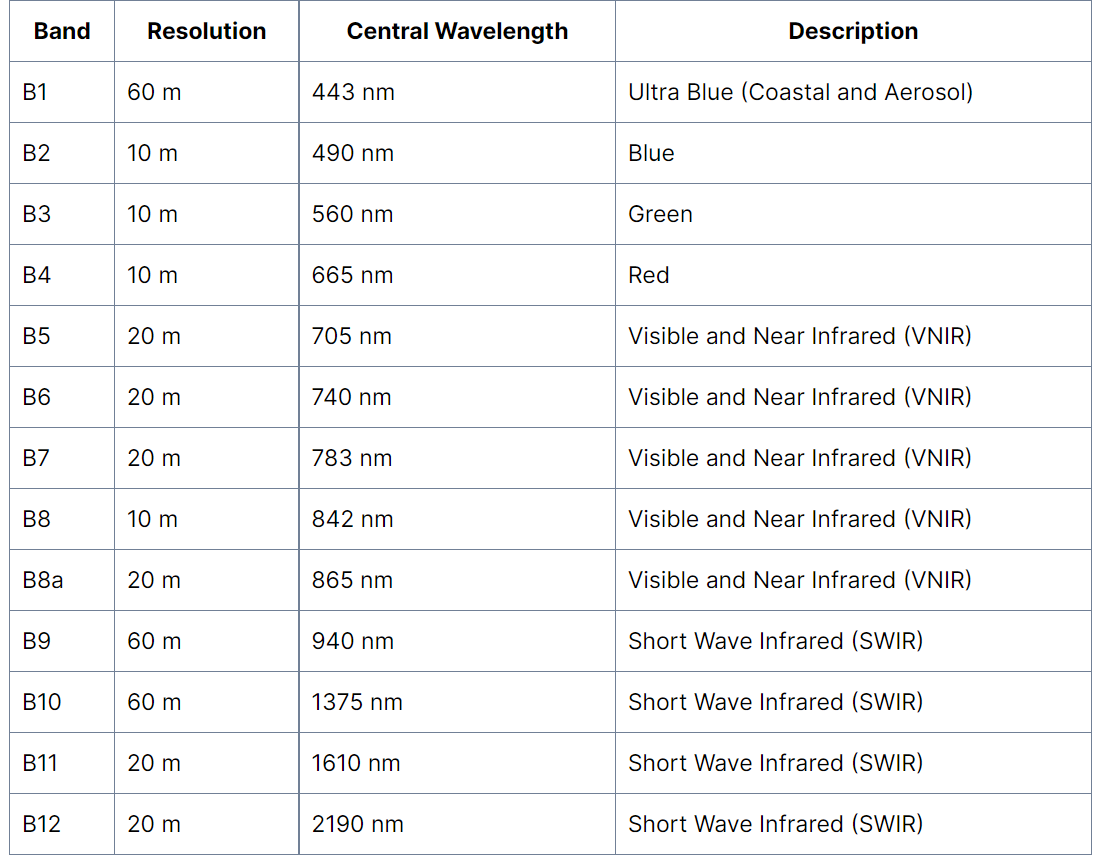 Band Resolution Central Wavelength Description
B1 60 m 443 nm Ultra Blue (Coastal and Aerosol)
B2 10 m 490 nm Blue
B3 10 m 560 nm Green
B4 10 m 665 nm Red
B5 20 m 705 nm Visible and Near Infrared (VNIR)
B6 20 m 740 nm Visible and Near Infrared (VNIR)
B7 20 m 783 nm Visible and Near Infrared (VNIR)
B8 10 m 842 nm Visible and Near Infrared (VNIR)
B8a 20 m 865 nm Visible and Near Infrared (VNIR)
B9 60 m 940 nm Short Wave Infrared (SWIR)
B10 60 m 1375 nm Short Wave Infrared (SWIR)
B11 20 m 1610 nm Short Wave Infrared (SWIR)
B12 20 m 2190 nm Short Wave Infrared (SWIR)